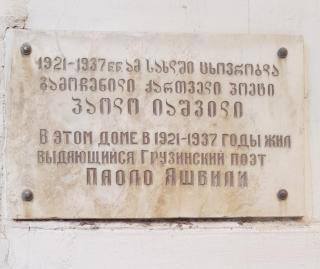 1921-1937 წწ. ამ სახლში ცხოვრობდა
გამოჩენილი ქართველი პოეტი
პაოლო იაშვილი
В ЭТОМ ДОМЕ В 1921-1937 ГОДЫ ЖИЛ
ВЫДАЮЩИЙСЯ ГРУЗИНСКИЙ ПОЭТ
ПАОЛО ЯШВИЛИ